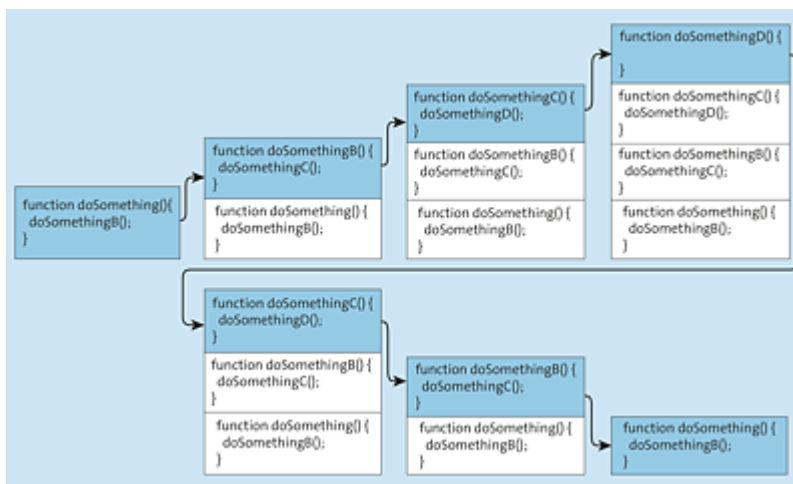 function doSomething(){
doSomethingB();
}
function doSomethingB() {
doSomethingC();
}
function doSomething() {
doSomethingB();
}
function doSomethingC() {
doSomethingD();
}
function doSomethingB() {
doSomethingC();
}
function doSomething() {
doSomethingB();
}
function doSomethingD() {
}
function doSomethingC() {
doSomethingD();
}
function doSomethingB() {
doSomethingC();
}
function doSomething() {
doSomethingB();
}
function doSomethingC() {
doSomethingD();
}
function doSomethingB() {
doSomethingC();
}
function doSomething() {
doSomethingB();
}
function doSomethingB() {
doSomethingC();
}
function doSomething() {
doSomethingB();
}
function doSomething() {
doSomethingB();
}